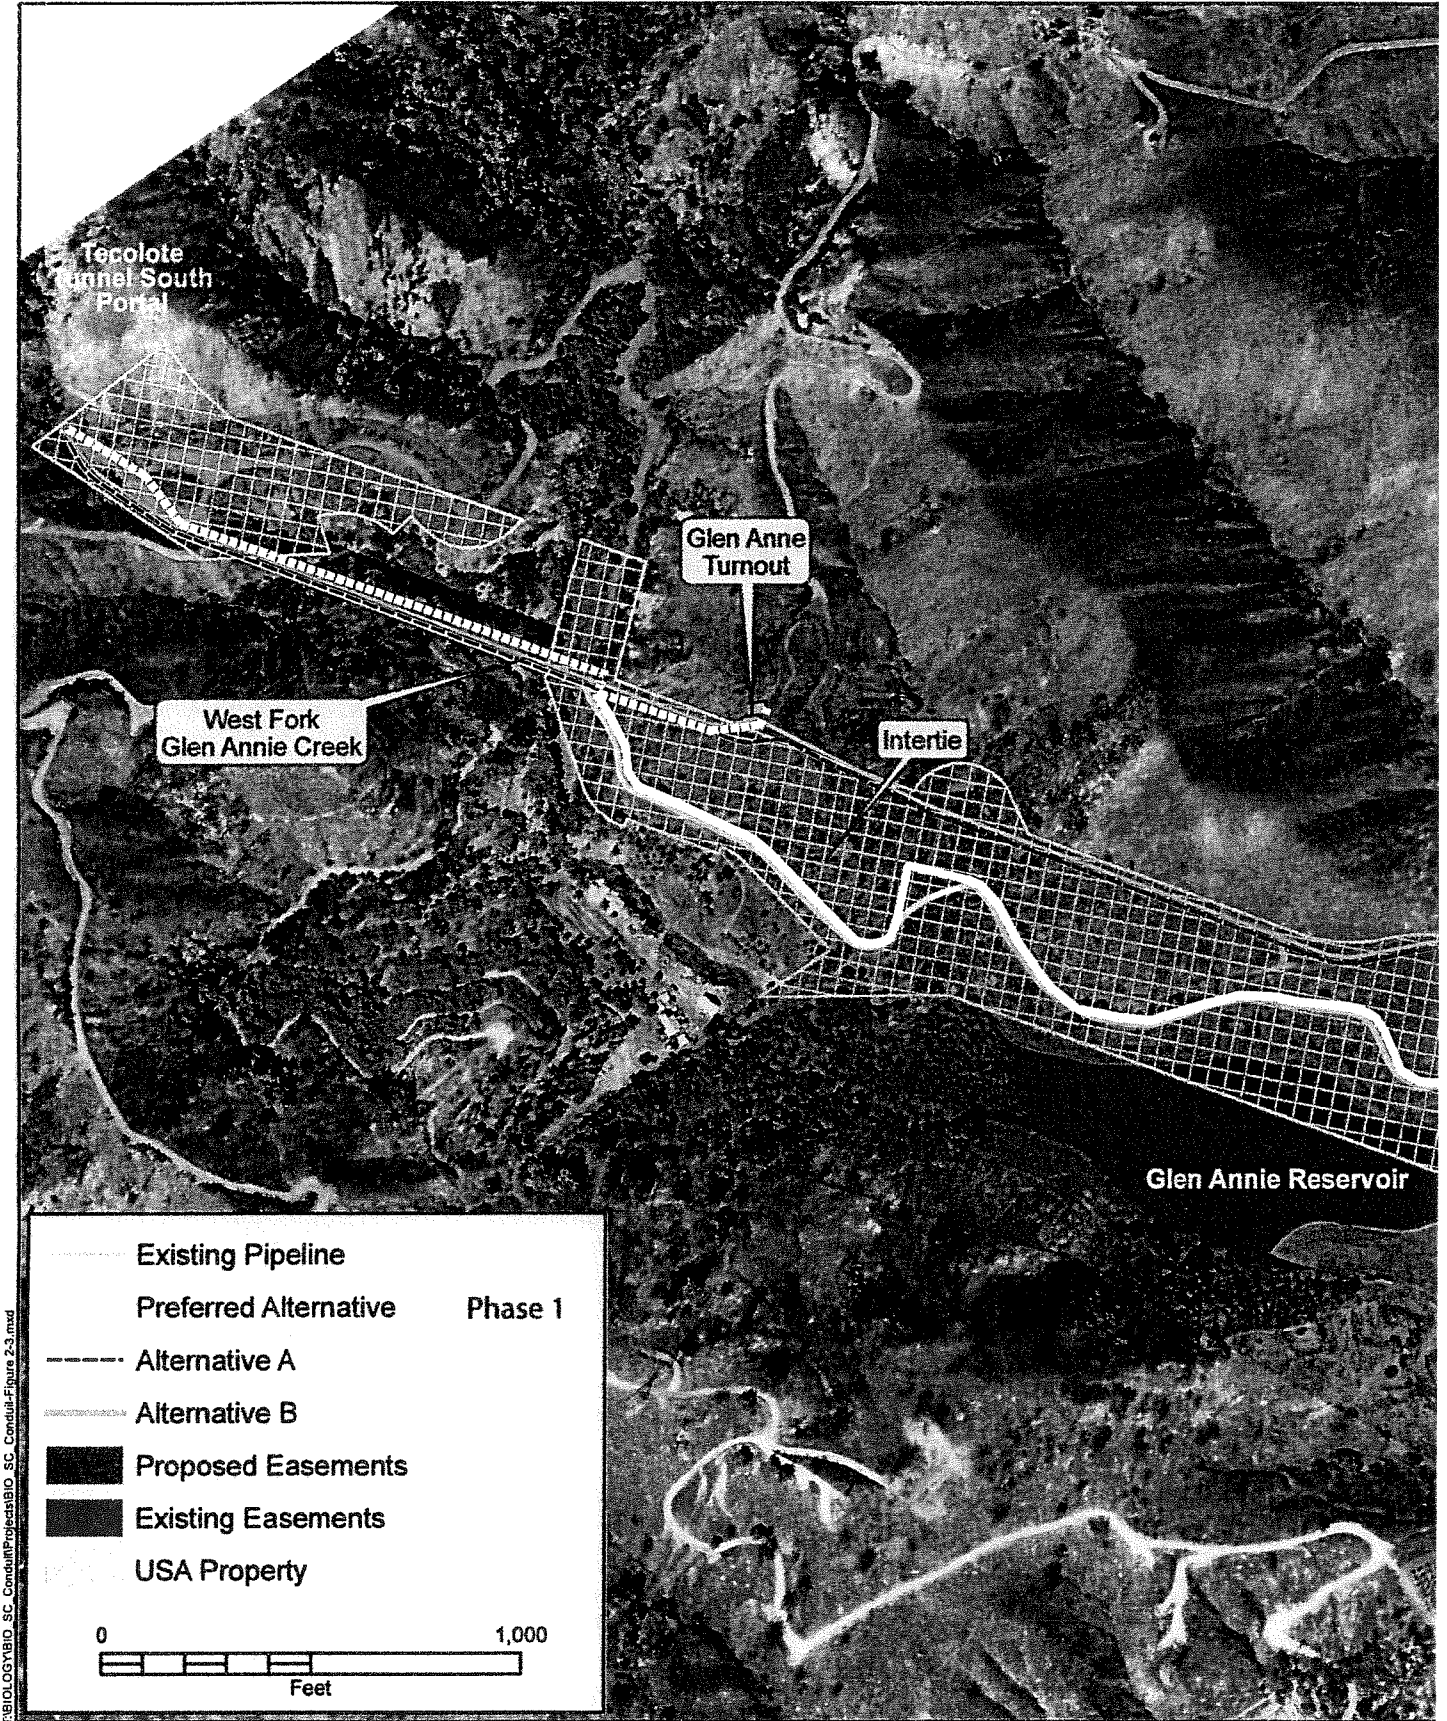 Tecolote
Tunnel South
Portal
Glen Anne
Turnout
West Fork
Glen Annie Creek
Intertie
Glen Annie Reservoir
Existing Pipeline
Preferred Alternative Phase 1
Alternative A
Alternative B
Proposed Easements
Existing Easements
USA Property
0 1,000
Feet
F:\BIOLOGY\BIO_SC_Conduit\Projects\BIO_SC_Conduit-Figure 2-3.mxd